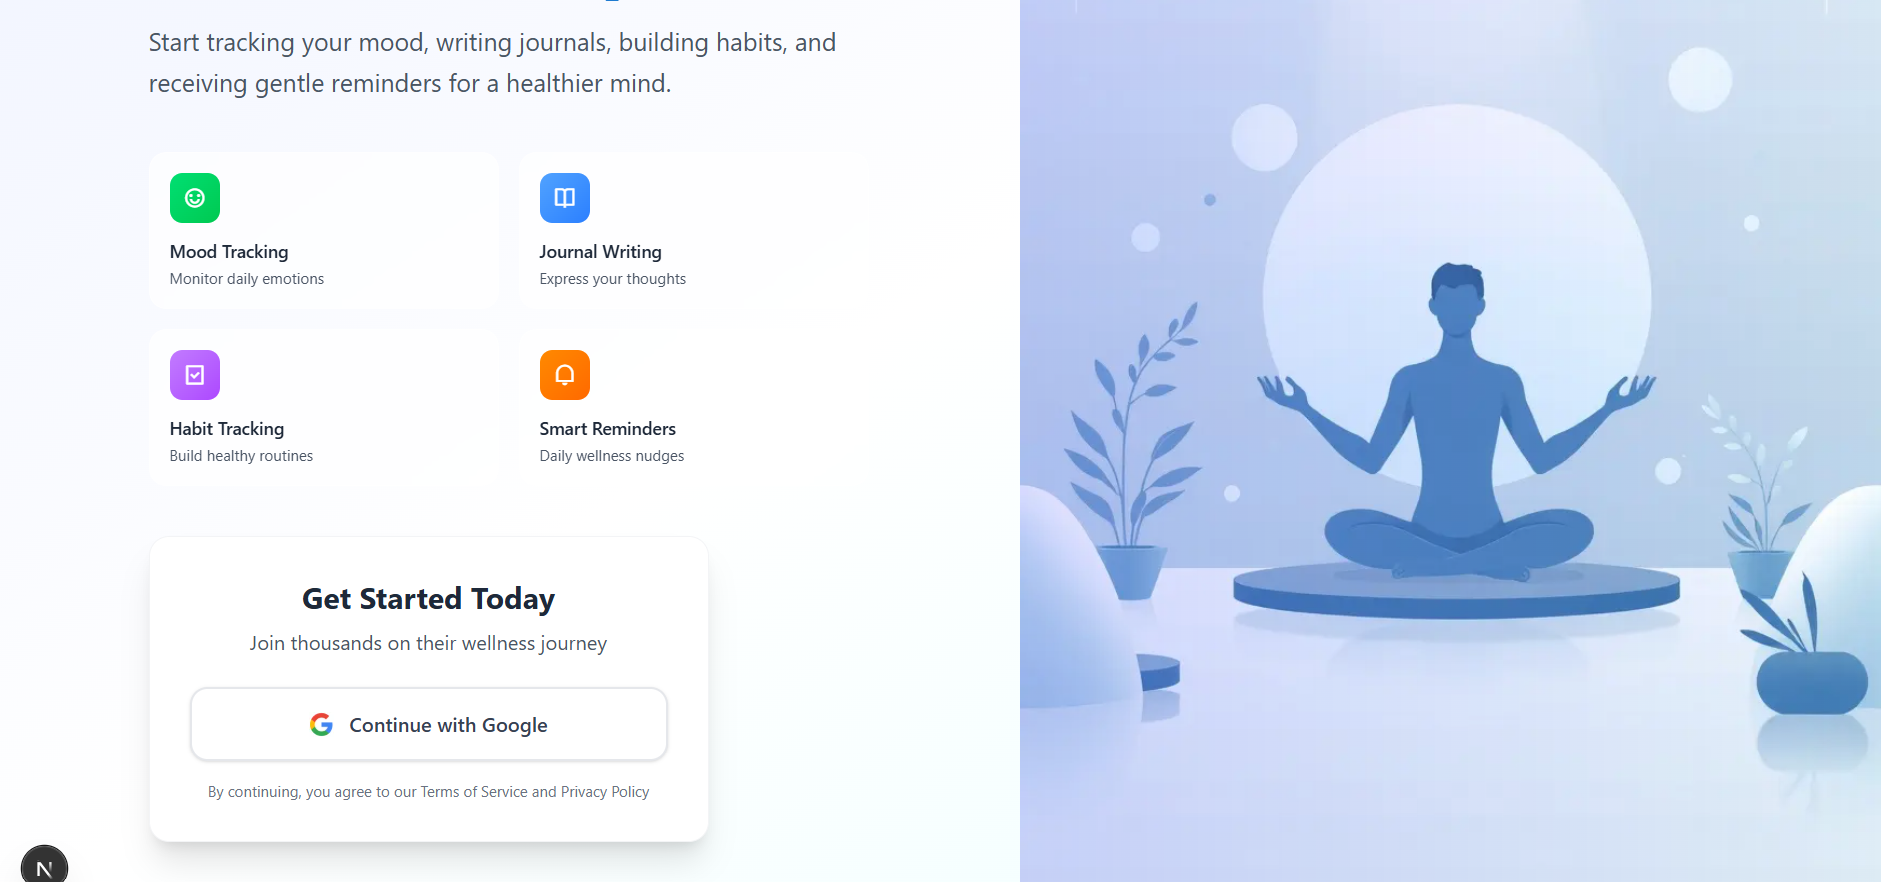 Start tracking your mood, writing journals, building habits, and
receiving gentle reminders for a healthier mind.
Mood Tracking
Monitor daily emotions
Journal Writing
Express your thoughts
Habit Tracking
Build healthy routines
Smart Reminders
Daily wellness nudges
Get Started Today
Join thousands on their wellness journey
Continue with Google
By continuing, you agree to our Terms of Service and Privacy Policy
N